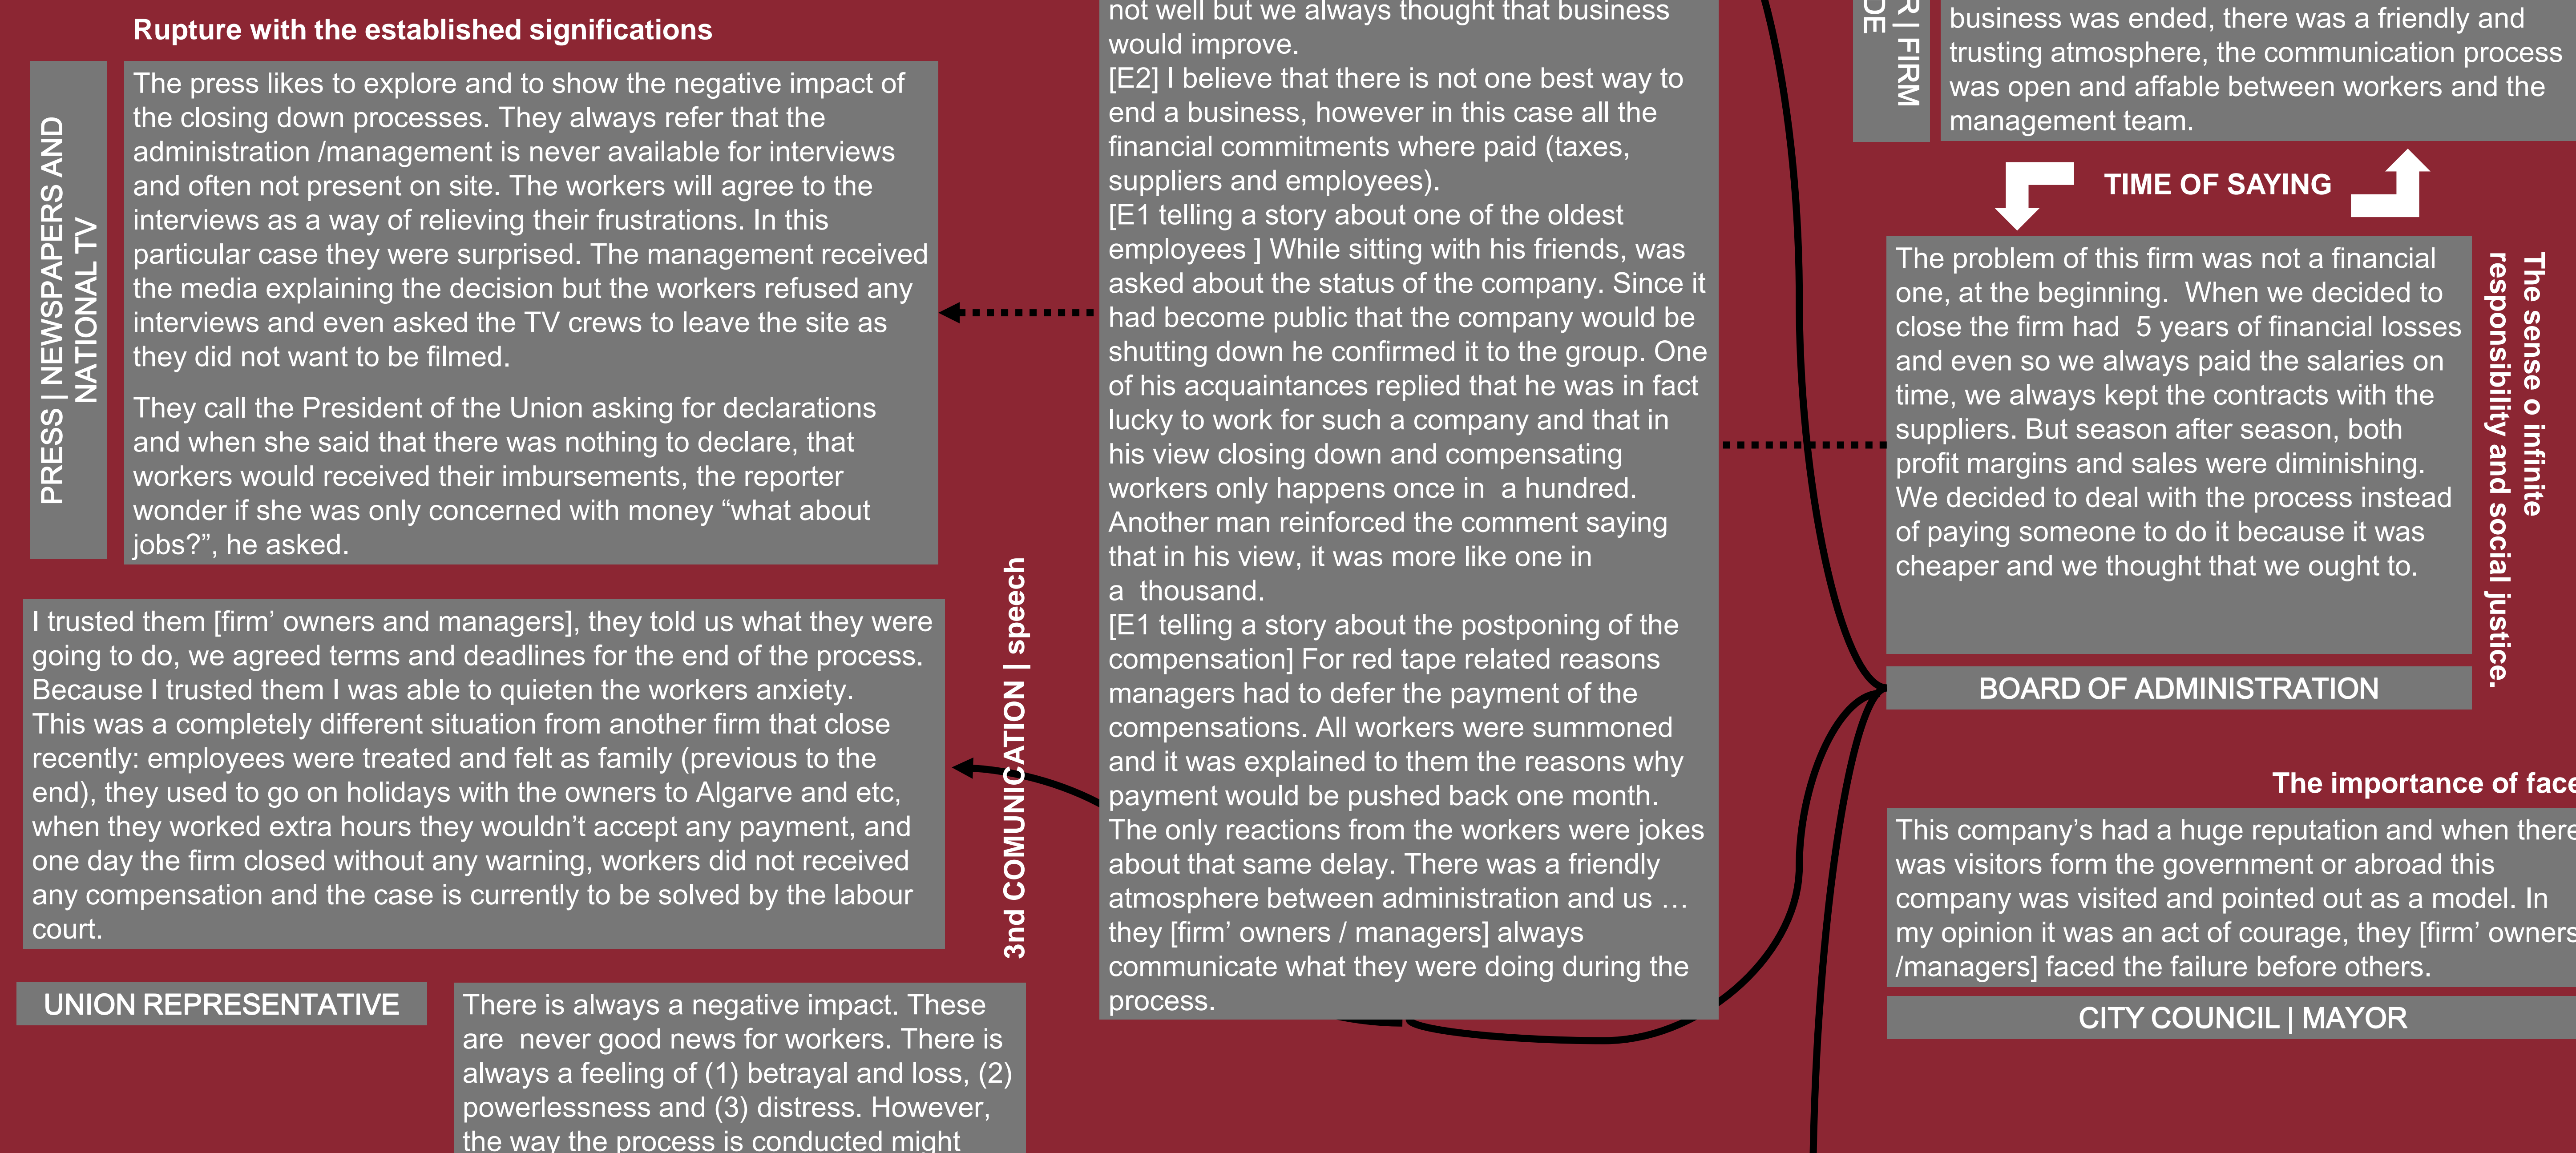 Rupture with the established significations
PRESS | NEWSPAPERS AND
NATIONAL TV
The press likes to explore and to show the negative impact of
the closing down processes. They always refer that the
administration /management is never available for interviews
and often not present on site. The workers will agree to the
interviews as a way of relieving their frustrations. In this
particular case they were surprised. The management received
the media explaining the decision but the workers refused any
interviews and even asked the TV crews to leave the site as
they did not want to be filmed.
They call the President of the Union asking for declarations
and when she said that there was nothing to declare, that
workers would received their imbursements, the reporter
wonder if she was only concerned with money “what about
jobs?”, he asked.
I trusted them [firm’ owners and managers], they told us what they were
going to do, we agreed terms and deadlines for the end of the process.
Because I trusted them I was able to quieten the workers anxiety.
This was a completely different situation from another firm that close
recently: employees were treated and felt as family (previous to the
end), they used to go on holidays with the owners to Algarve and etc,
when they worked extra hours they wouldn’t accept any payment, and
one day the firm closed without any warning, workers did not received
any compensation and the case is currently to be solved by the labour
court.
UNION REPRESENTATIVE
There is always a negative impact. These
are never good news for workers. There is
always a feeling of (1) betrayal and loss, (2)
powerlessness and (3) distress. However,
the way the process is conducted might
3nd COMUNICATION | speech
not well but we always thought that business
would improve.
[E2] I believe that there is not one best way to
end a business, however in this case all the
financial commitments where paid (taxes,
suppliers and employees).
[E1 telling a story about one of the oldest
employees ] While sitting with his friends, was
asked about the status of the company. Since it
had become public that the company would be
shutting down he confirmed it to the group. One
of his acquaintances replied that he was in fact
lucky to work for such a company and that in
his view closing down and compensating
workers only happens once in a hundred.
Another man reinforced the comment saying
that in his view, it was more like one in
a thousand.
[E1 telling a story about the postponing of the
compensation] For red tape related reasons
managers had to defer the payment of the
compensations. All workers were summoned
and it was explained to them the reasons why
payment would be pushed back one month.
The only reactions from the workers were jokes
about that same delay. There was a friendly
atmosphere between administration and us …
they [firm’ owners / managers] always
communicate what they were doing during the
process.
R | FIRM
DE
business was ended, there was a friendly and
trusting atmosphere, the communication process
was open and affable between workers and the
management team.
TIME OF SAYING
The problem of this firm was not a financial
one, at the beginning. When we decided to
close the firm had 5 years of financial losses
and even so we always paid the salaries on
time, we always kept the contracts with the
suppliers. But season after season, both
profit margins and sales were diminishing.
We decided to deal with the process instead
of paying someone to do it because it was
cheaper and we thought that we ought to.
The sense o infinite
responsibility and social justice.
BOARD OF ADMINISTRATION
The importance of face
This company’s had a huge reputation and when there
was visitors form the government or abroad this
company was visited and pointed out as a model. In
my opinion it was an act of courage, they [firm’ owners
/managers] faced the failure before others.
CITY COUNCIL | MAYOR